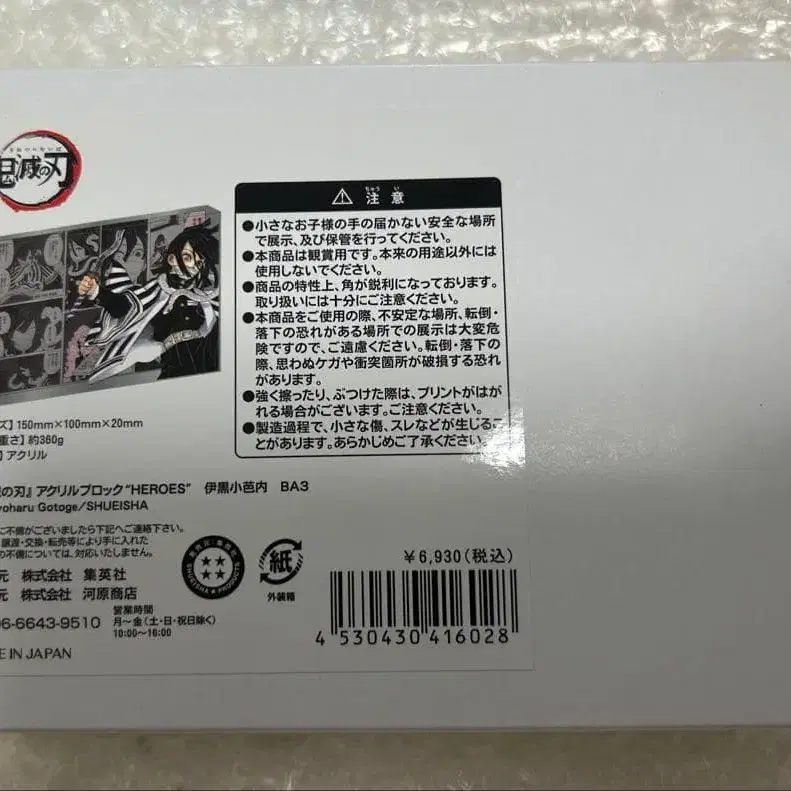 鬼滅の刃
⚠ 注意
ちゅう い
●小さなお子様の手の届かない安全な場所
で展示、及び保管を行ってください。
●本商品は観賞用です。本来の用途以外には
使用しないでください。
●商品の特性上、角が鋭利になっております。
取り扱いには十分にご注意ください。
●本商品をご使用の際、不安定な場所、転倒・
落下の恐れがある場所での展示は大変危
険ですので、ご遠慮ください。転倒・落下の
際、思わぬケガや衝突箇所が破損する恐れ
があります。
●強く擦ったり、ぶつけた際は、プリントがはが
れる場合がございます。ご注意ください。
●製造過程で、小さな傷、スレなどが生じるこ
とがあります。あらかじめご了承ください。
ズ】150mm×100mm×20mm
重さ】約360g
】アクリル
の刃』アクリルブロック"HEROES" 伊黒小芭内 BA3
yoharu Gotoge/SHUEISHA
に不備がございましたら下記へご連絡下さい。
譲渡・交換・転売等により手に入れた
の不備については、対応いたしません。
元 株式会社 集英社
元 株式会社 河原商店
06-6643-9510
営業時間
月〜金(土・日・祝日除く)
10:00〜16:00
E IN JAPAN
SHUEISHA PRODUCTS
紙
外装箱
¥6,930(税込)
4 530430 416028